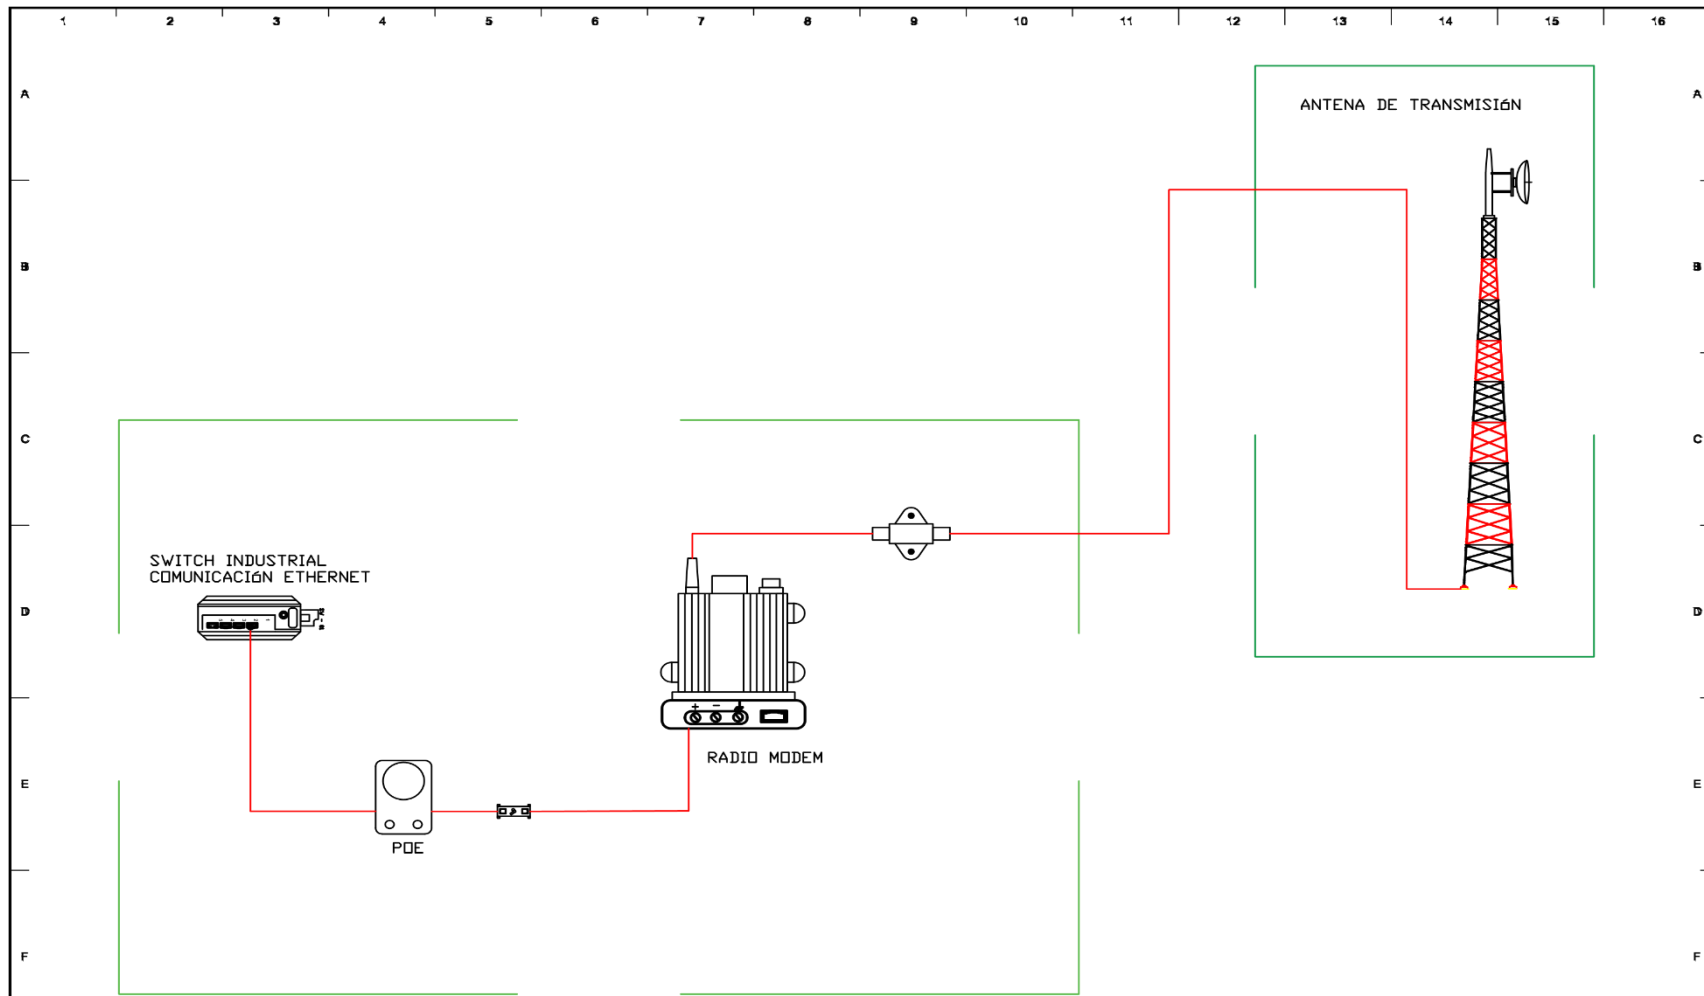 1 2 3 4 5 6 7 8 9 10 11 12 13 14 15 16
A A
ANTENA DE TRANSMISIóN
B B
C C
SWITCH INDUSTRIAL
COMUNICACIóN ETHERNET
D D
+ -
RADIO MODEM
E E
POE
F F